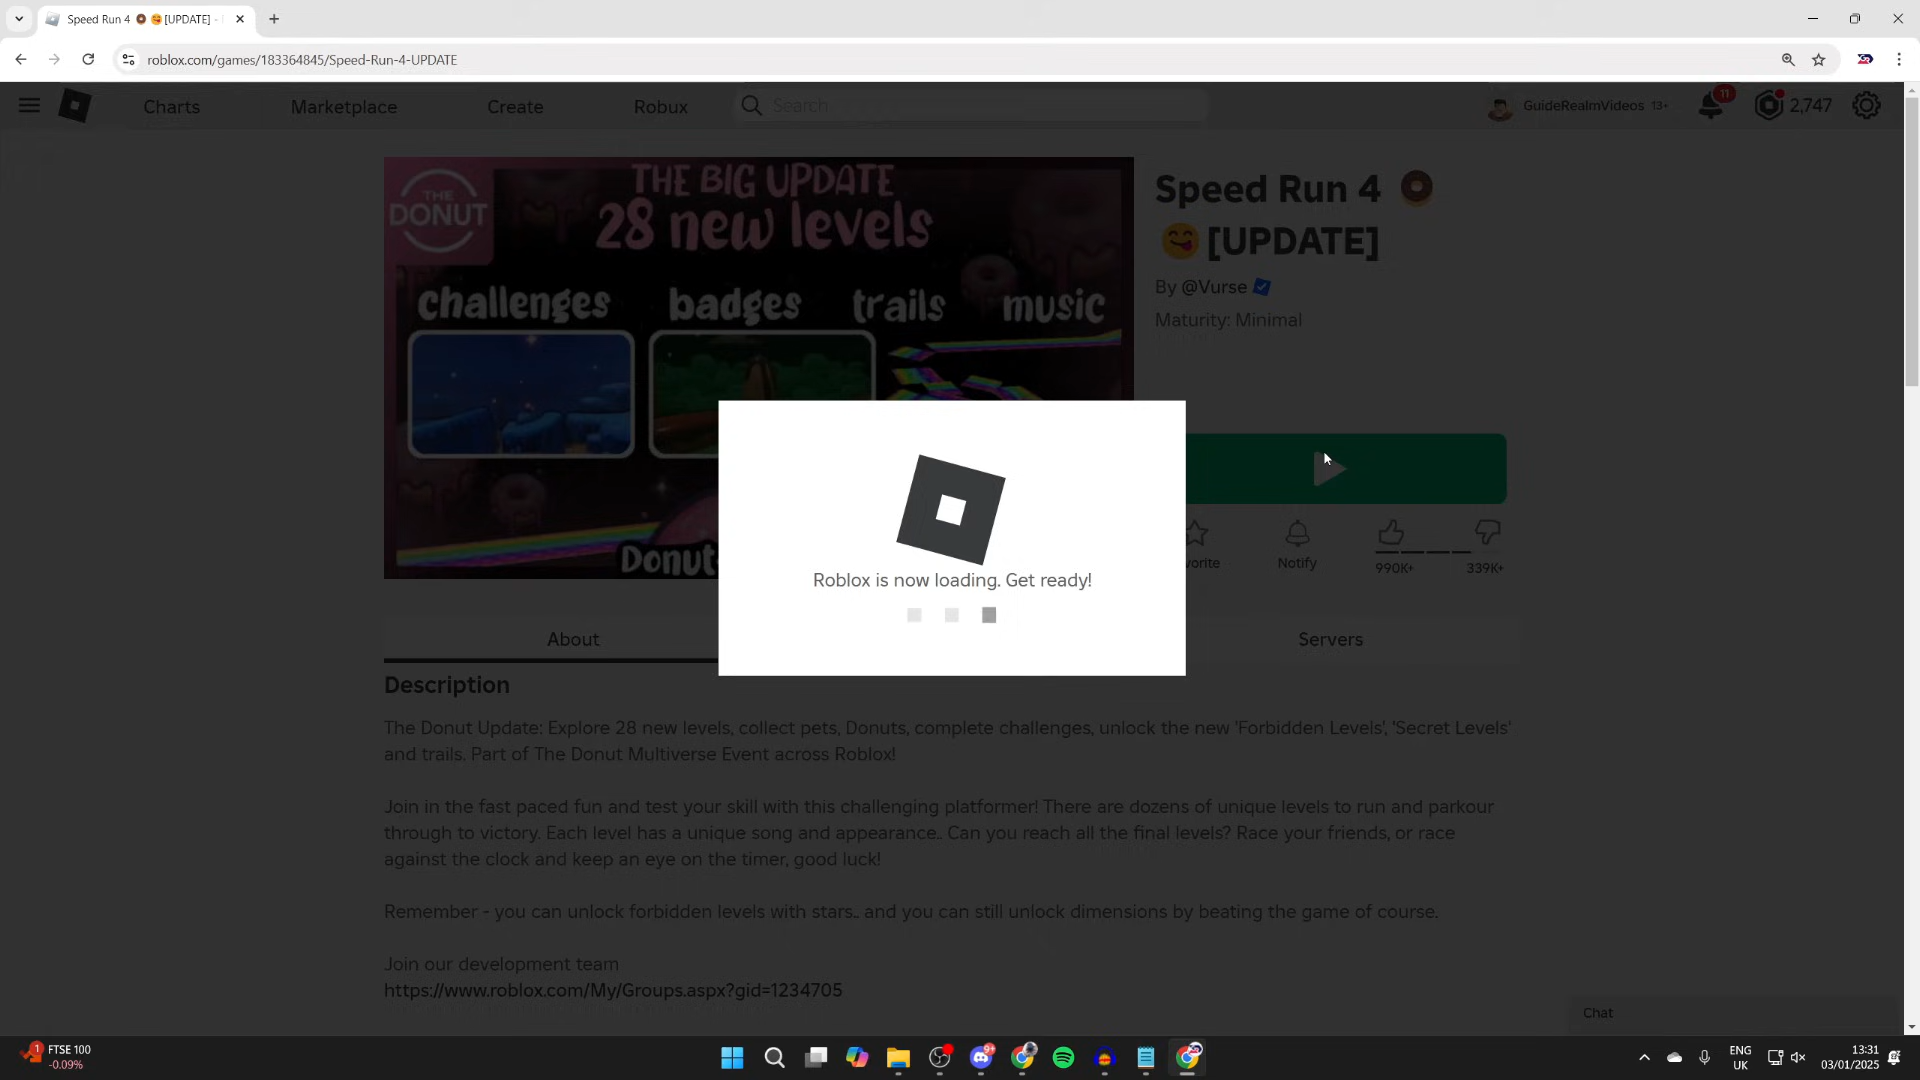 Speed Run 4 🍩 😋 [UPDATE] -
roblox.com/games/183364845/Speed-Run-4-UPDATE
Charts Marketplace Create Robux Search GuideRealmVideos 13+ 11 2,747
THE DONUT
THE BIG UPDATE
28 new levels
challenges badges trails music
Donut
Speed Run 4 🍩
😋 [UPDATE]
By @Vurse
Maturity: Minimal
Roblox is now loading. Get ready!
vorite Notify 990K+ 339K+
About Servers
Description
The Donut Update: Explore 28 new levels, collect pets, Donuts, complete challenges, unlock the new 'Forbidden Levels', 'Secret Levels'
and trails. Part of The Donut Multiverse Event across Roblox!
Join in the fast paced fun and test your skill with this challenging platformer! There are dozens of unique levels to run and parkour
through to victory. Each level has a unique song and appearance.. Can you reach all the final levels? Race your friends, or race
against the clock and keep an eye on the timer, good luck!
Remember - you can unlock forbidden levels with stars.. and you can still unlock dimensions by beating the game of course.
Join our development team
https://www.roblox.com/My/Groups.aspx?gid=1234705
Chat
1 FTSE 100
-0.09%
9+
ENG
UK
13:31
03/01/2025